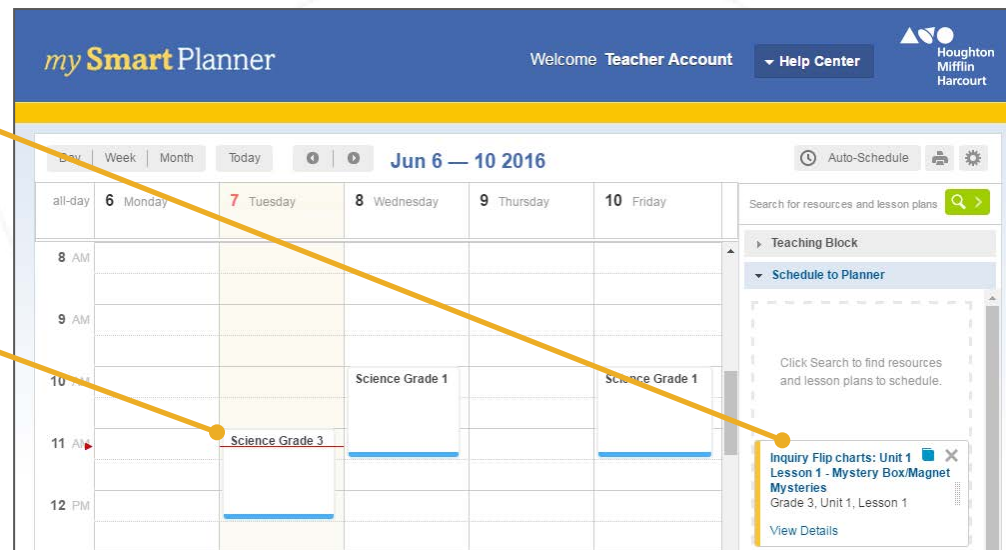 my Smart Planner
Welcome Teacher Account
Help Center
Houghton
Mifflin
Harcourt
Day
Week
Month
Today
Jun 6 — 10 2016
Auto-Schedule
all-day
6 Monday
7 Tuesday
8 Wednesday
9 Thursday
10 Friday
Search for resources and lesson plans
Teaching Block
Schedule to Planner
8 AM
9 AM
10 AM
11 AM
12 PM
Science Grade 1
Science Grade 1
Science Grade 3
Click Search to find resources
and lesson plans to schedule.
Inquiry Flip charts: Unit 1
Lesson 1 - Mystery Box/Magnet
Mysteries
Grade 3, Unit 1, Lesson 1
View Details